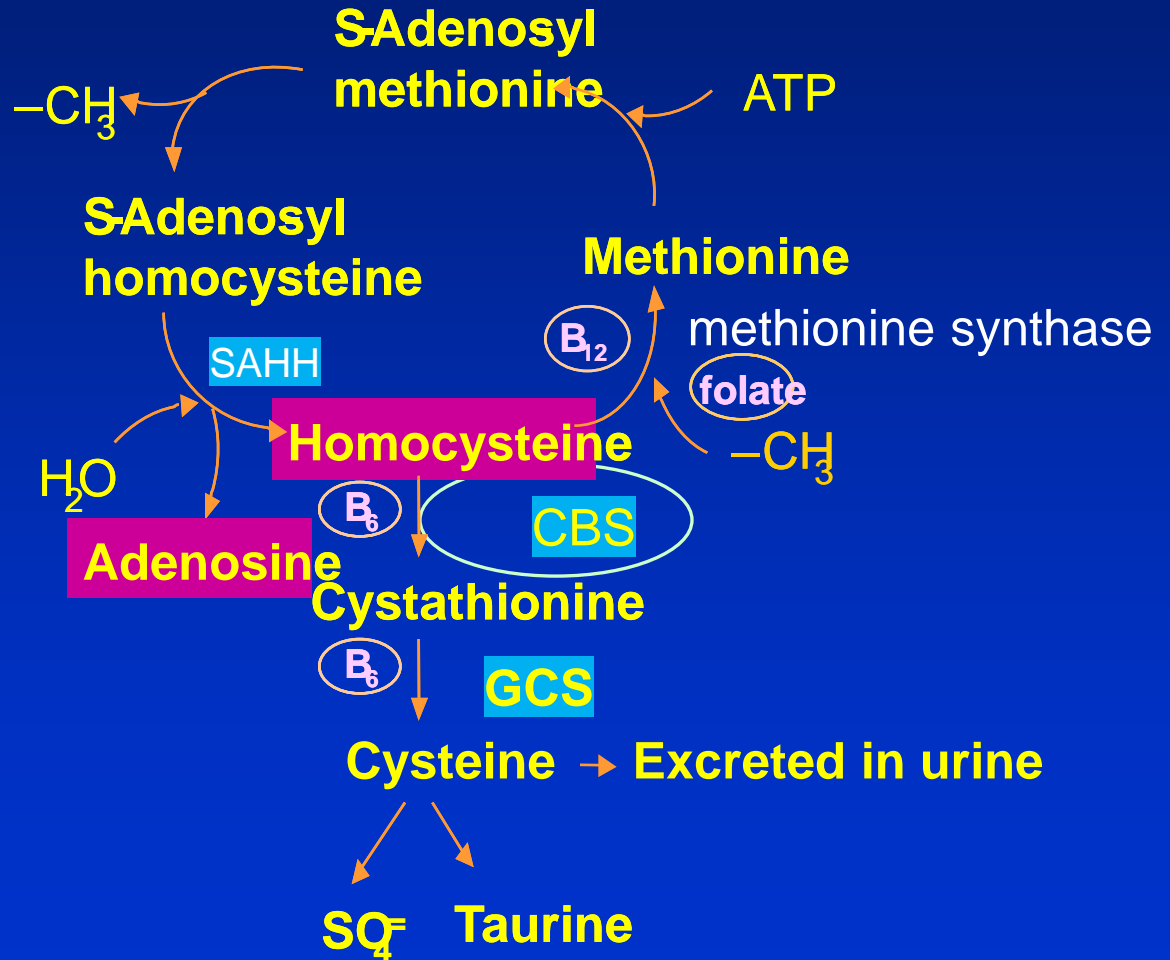 S-Adenosyl
methionine
ATP
–CH3
S-Adenosyl
homocysteine
Methionine
methionine synthase
B12
SAHH
folate
Homocysteine
–CH3
H2O
B6
CBS
Adenosine
Cystathionine
B6
GCS
Cysteine
Excreted in urine
SO4=
Taurine